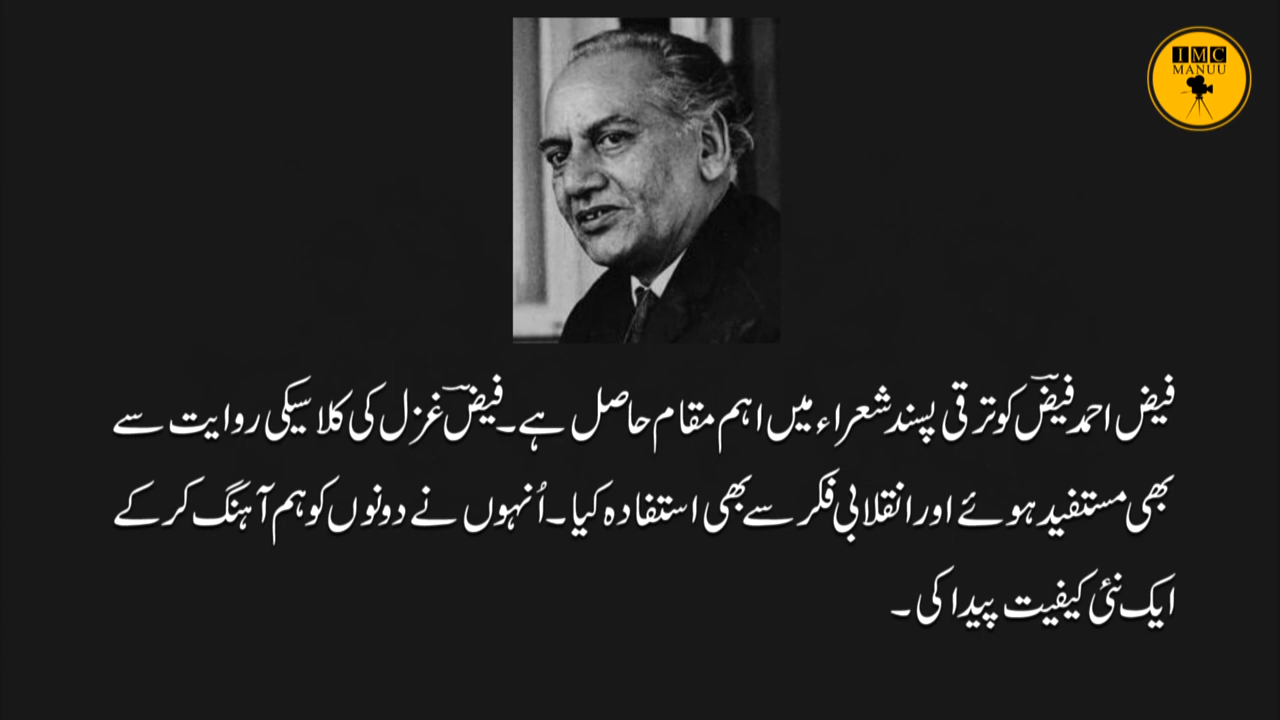 IMC
MANUU
فیض احمد فیضؔ کو ترقی پسند شعراء میں اہم مقام حاصل ہے۔ فیضؔ غزل کی کلاسیکی روایت سے
بھی مستفید ہوئے اور انقلابی فکر سے بھی استفادہ کیا۔ اُنہوں نے دونوں کو ہم آہنگ کر کے
ایک نئی کیفیت پیدا کی۔